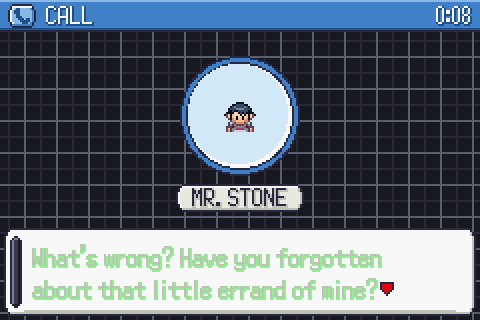 CALL
0:08
MR. STONE
What's wrong? Have you forgotten
about that little errand of mine?